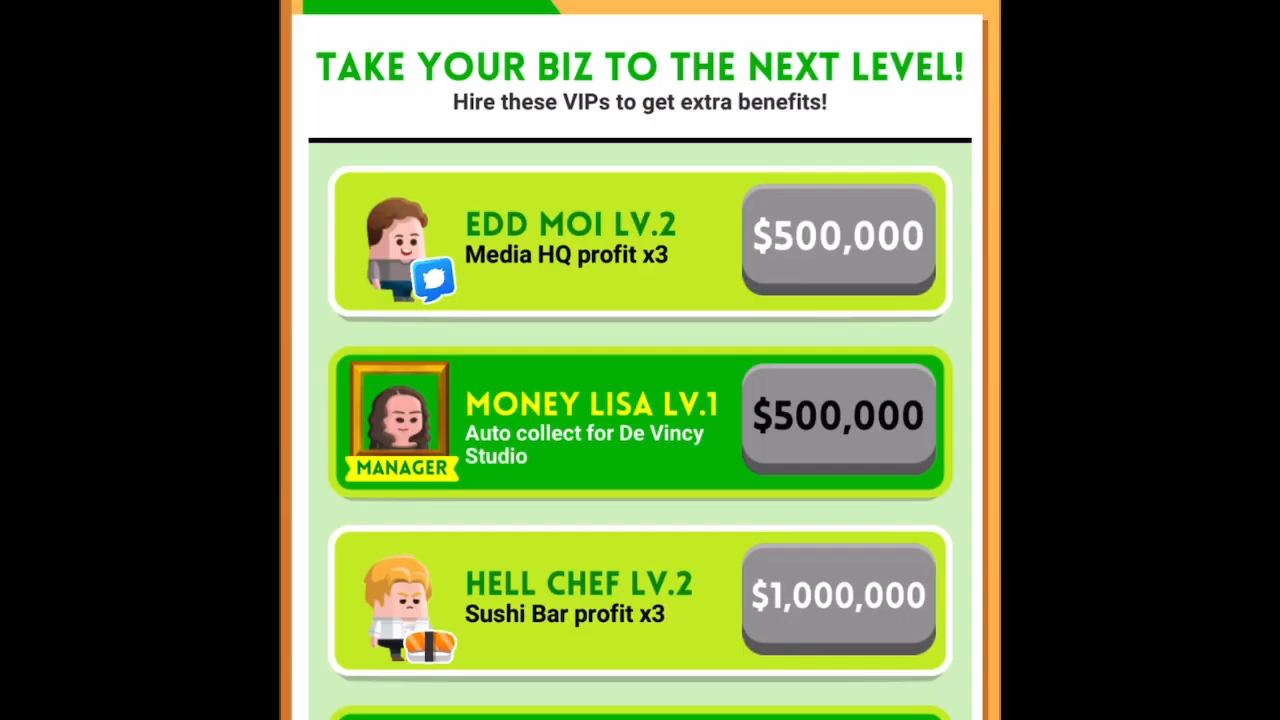 TAKE YOUR BIZ TO THE NEXT LEVEL!
Hire these VIPs to get extra benefits!
EDD MOI LV.2
Media HQ profit x3
$500,000
MONEY LISA LV.1
Auto collect for De Vincy
Studio
MANAGER
$500,000
HELL CHEF LV.2
Sushi Bar profit x3
$1,000,000